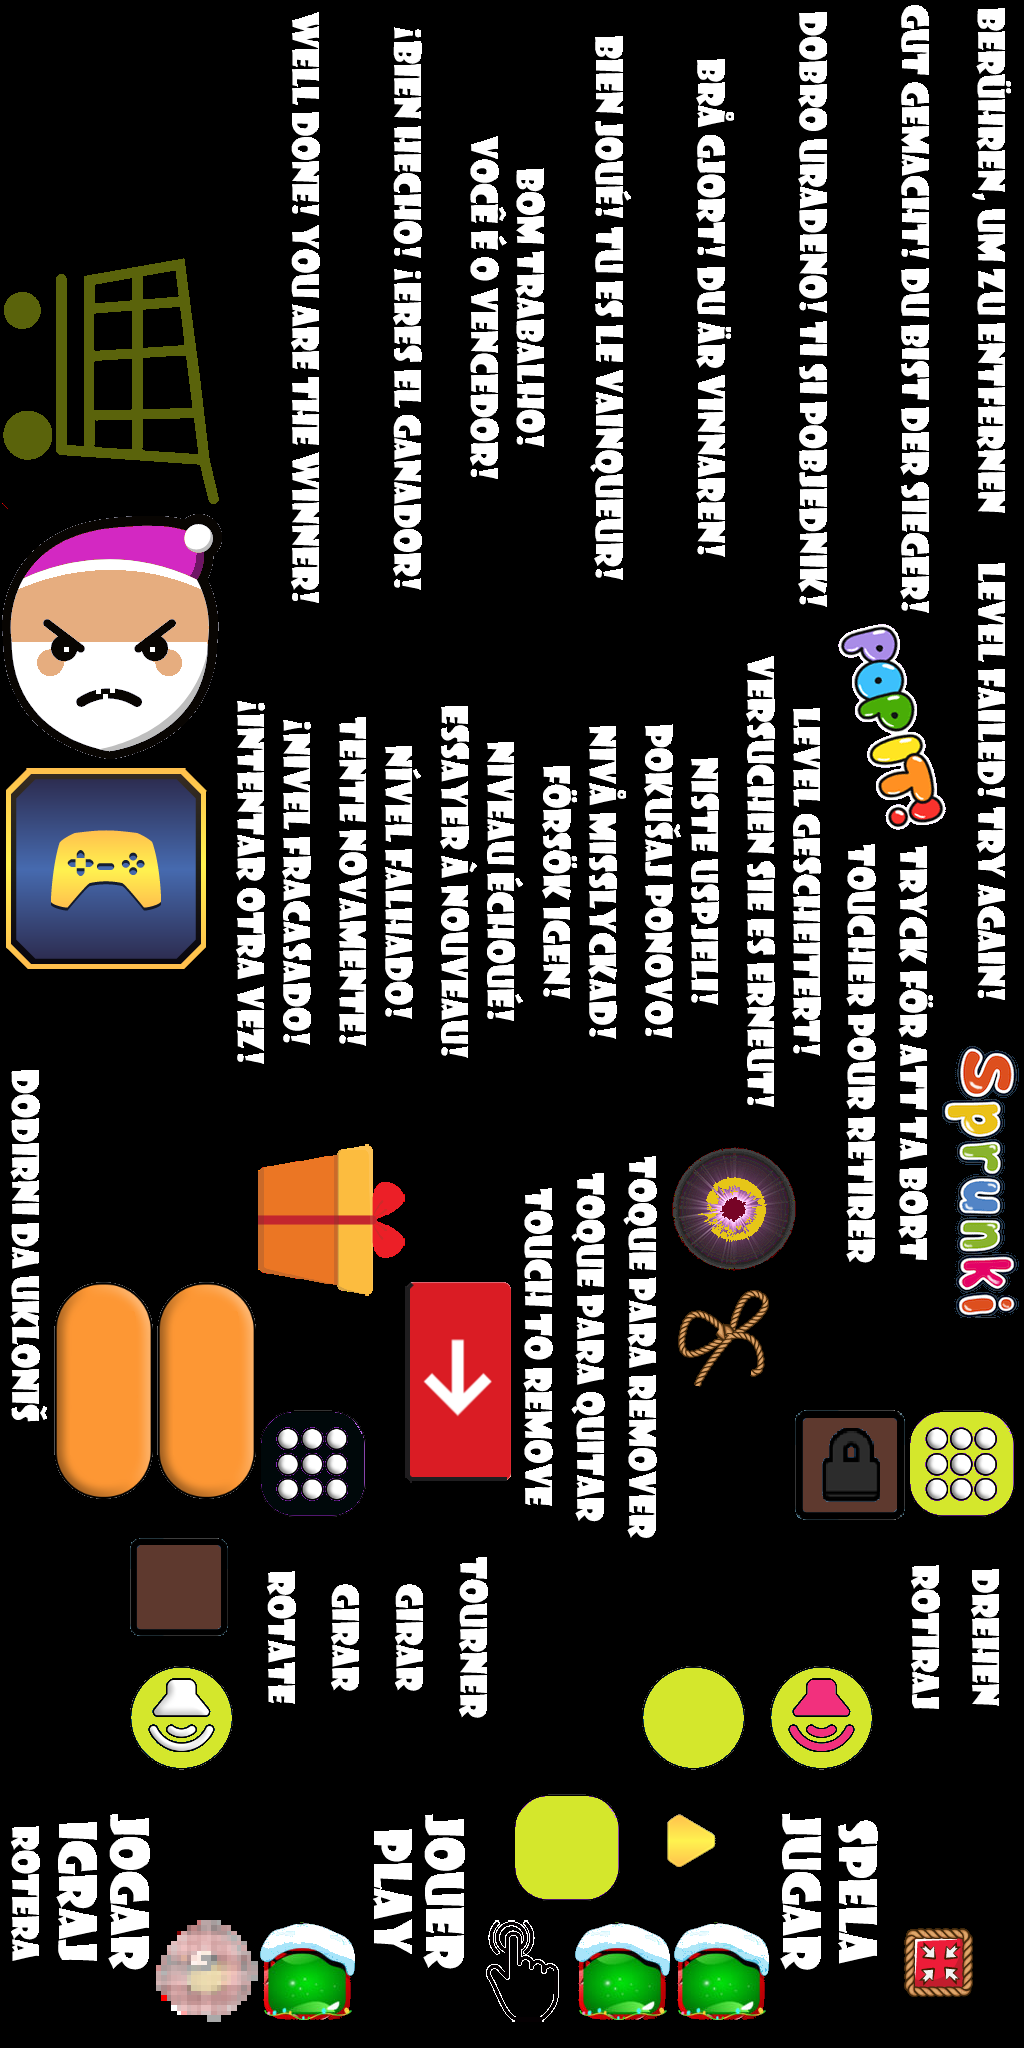 BERÜHREN, UM ZU ENTFERNEN
LEVEL FAILED! TRY AGAIN!
Sprunki
DREHEN
ROTIRAJ
GUT GEMACHT! DU BIST DER SIEGER!
POP IT!
TRYCK FÖR ATT TA BORT
TOUCHER POUR RETIRER
SPELA
JUGAR
DOBRO URAĐENO! TI SI POBJEDNIK!
LEVEL GESCHEITERT!
VERSUCHEN SIE ES ERNEUT!
BRÅ GJORT! DU ÄR VINNAREN!
NISTE USPJELI!
POKUŠAJ PONOVO!
TOQUE PARA REMOVER
TOQUE PARA QUITAR
TOUCH TO REMOVE
BIEN JOUÉ! TU ES LE VAINQUEUR!
NIVÅ MISSLYCKAD!
FÖRSÖK IGEN!
BOM TRABALHO!
VOCÊ É O VENCEDOR!
NIVEAU ÉCHOUÉ!
ESSAYER À NOUVEAU!
TOURNER
GIRAR
GIRAR
ROTATE
JOUER
PLAY
¡BIEN HECHO! ¡ERES EL GANADOR!
NÍVEL FALHADO!
TENTE NOVAMENTE!
WELL DONE! YOU ARE THE WINNER!
¡NIVEL FRACASADO!
¡INTENTAR OTRA VEZ!
DODIRNI DA UKLONIŠ
JOGAR
IGRAJ
ROTERA